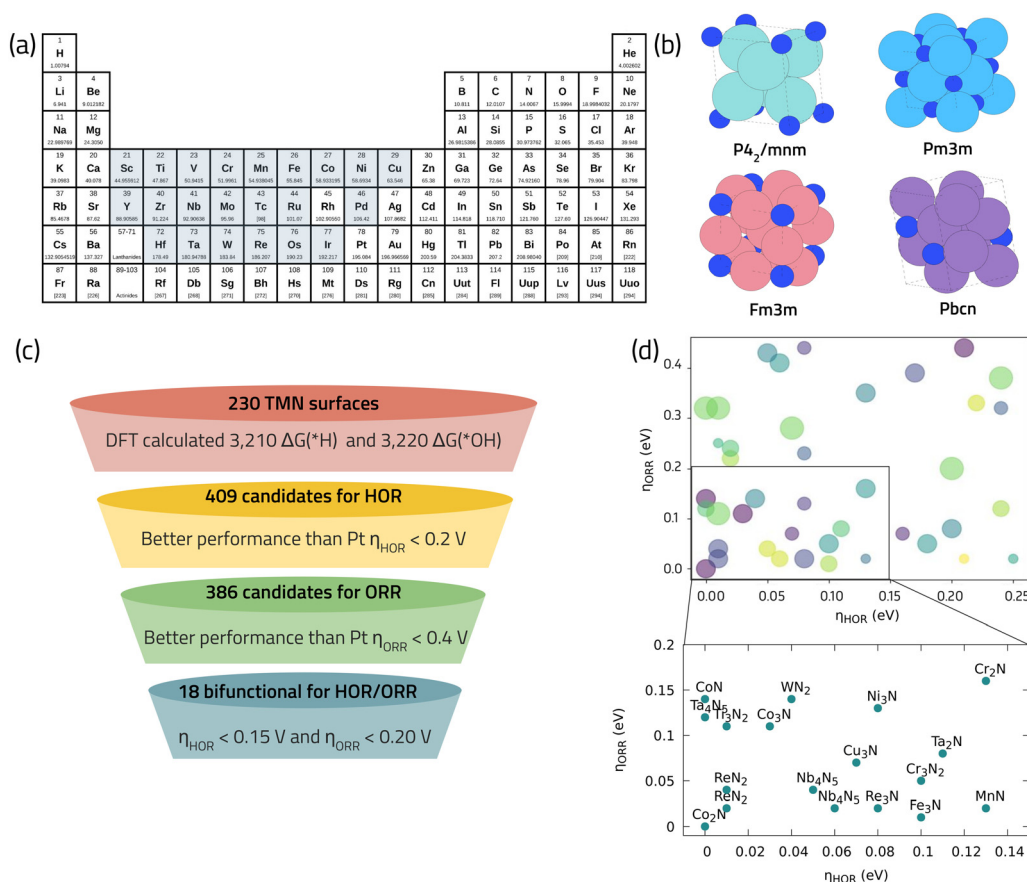 (a)
1 2
H He
1.00794 4.002602
3 4 5 6 7 8 9 10
Li Be B C N O F Ne
6.941 9.012182 10.811 12.0107 14.0067 15.9994 18.9984032 20.1797
11 12 13 14 15 16 17 18
Na Mg Al Si P S Cl Ar
22.989769 24.3050 26.9815386 28.0855 30.973762 32.065 35.453 39.948
19 20 21 22 23 24 25 26 27 28 29 30 31 32 33 34 35 36
K Ca Sc Ti V Cr Mn Fe Co Ni Cu Zn Ga Ge As Se Br Kr
39.0983 40.078 44.955912 47.867 50.9415 51.9961 54.938045 55.845 58.933195 58.6934 63.546 65.38 69.723 72.64 74.92160 78.96 79.904 83.798
37 38 39 40 41 42 43 44 45 46 47 48 49 50 51 52 53 54
Rb Sr Y Zr Nb Mo Tc Ru Rh Pd Ag Cd In Sn Sb Te I Xe
85.4678 87.62 88.90585 91.224 92.90638 95.96 [98] 101.07 102.90550 106.42 107.8682 112.411 114.818 118.710 121.760 127.60 126.90447 131.293
55 56 57-71 72 73 74 75 76 77 78 79 80 81 82 83 84 85 86
Cs Ba Hf Ta W Re Os Ir Pt Au Hg Tl Pb Bi Po At Rn
132.9054519 137.327 Lanthanides 178.49 180.94788 183.84 186.207 190.23 192.217 195.084 196.966569 200.59 204.3833 207.2 208.98040 [209] [210] [222]
87 88 89-103 104 105 106 107 108 109 110 111 112 113 114 115 116 117 118
Fr Ra Rf Db Sg Bh Hs Mt Ds Rg Cn Uut Fl Uup Lv Uus Uuo
[223] [226] Actinides [267] [268] [271] [272] [270] [276] [281] [280] [285] [284] [289] [288] [293] [294] [294]
(b)
P4₂/mnm
Pm3m
Fm3m
Pbcn
(c)
230 TMN surfaces
DFT calculated 3,210 ΔG(*H) and 3,220 ΔG(*OH)
409 candidates for HOR
Better performance than Pt ηHOR < 0.2 V
386 candidates for ORR
Better performance than Pt ηORR < 0.4 V
18 bifunctional for HOR/ORR
ηHOR < 0.15 V and ηORR < 0.20 V
(d)
ηORR (eV)
0.4
0.3
0.2
0.1
0.0
0.00 0.05 0.10 0.15 0.20 0.25
ηHOR (eV)
ηORR (eV)
0.2
0.15
0.1
0.05
0
Cr₂N
CoN
WN₂
Ni₃N
Ta₄N₅
Co₃N
Ta₂N
Cu₃N
Cr₃N₂
ReN₂
Nb₄N₅
ReN₂
Nb₄N₅
Re₃N
Fe₃N
MnN
Co₂N
0 0.02 0.04 0.06 0.08 0.1 0.12 0.14
ηHOR (eV)